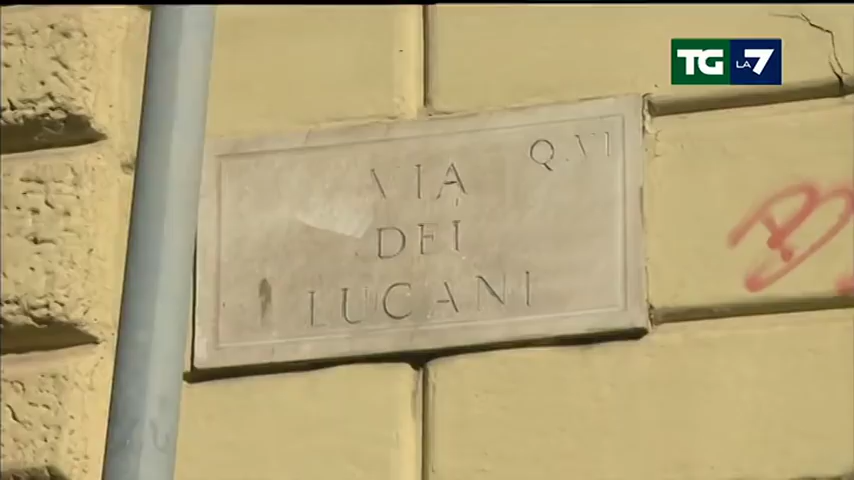 TG LA7
Q. VI
VIA
DEI
LUCANI